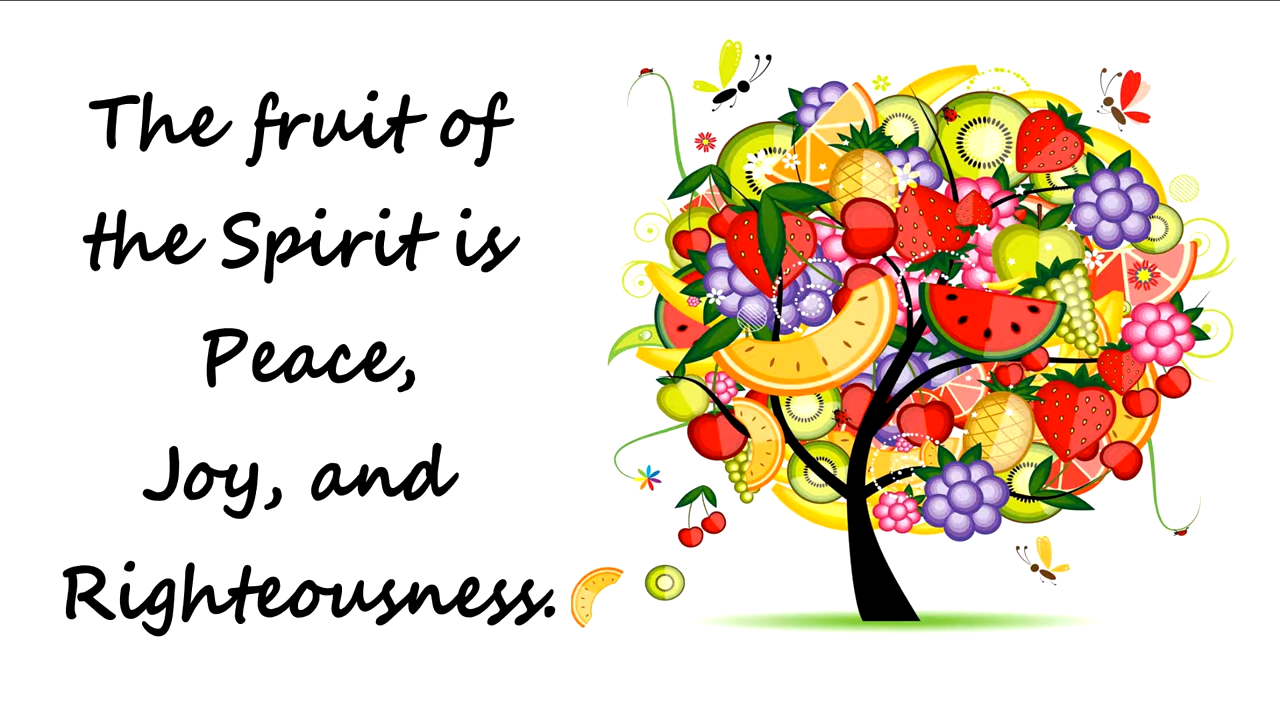 The fruit of
the Spirit is
Peace,
Joy, and
Righteousness.